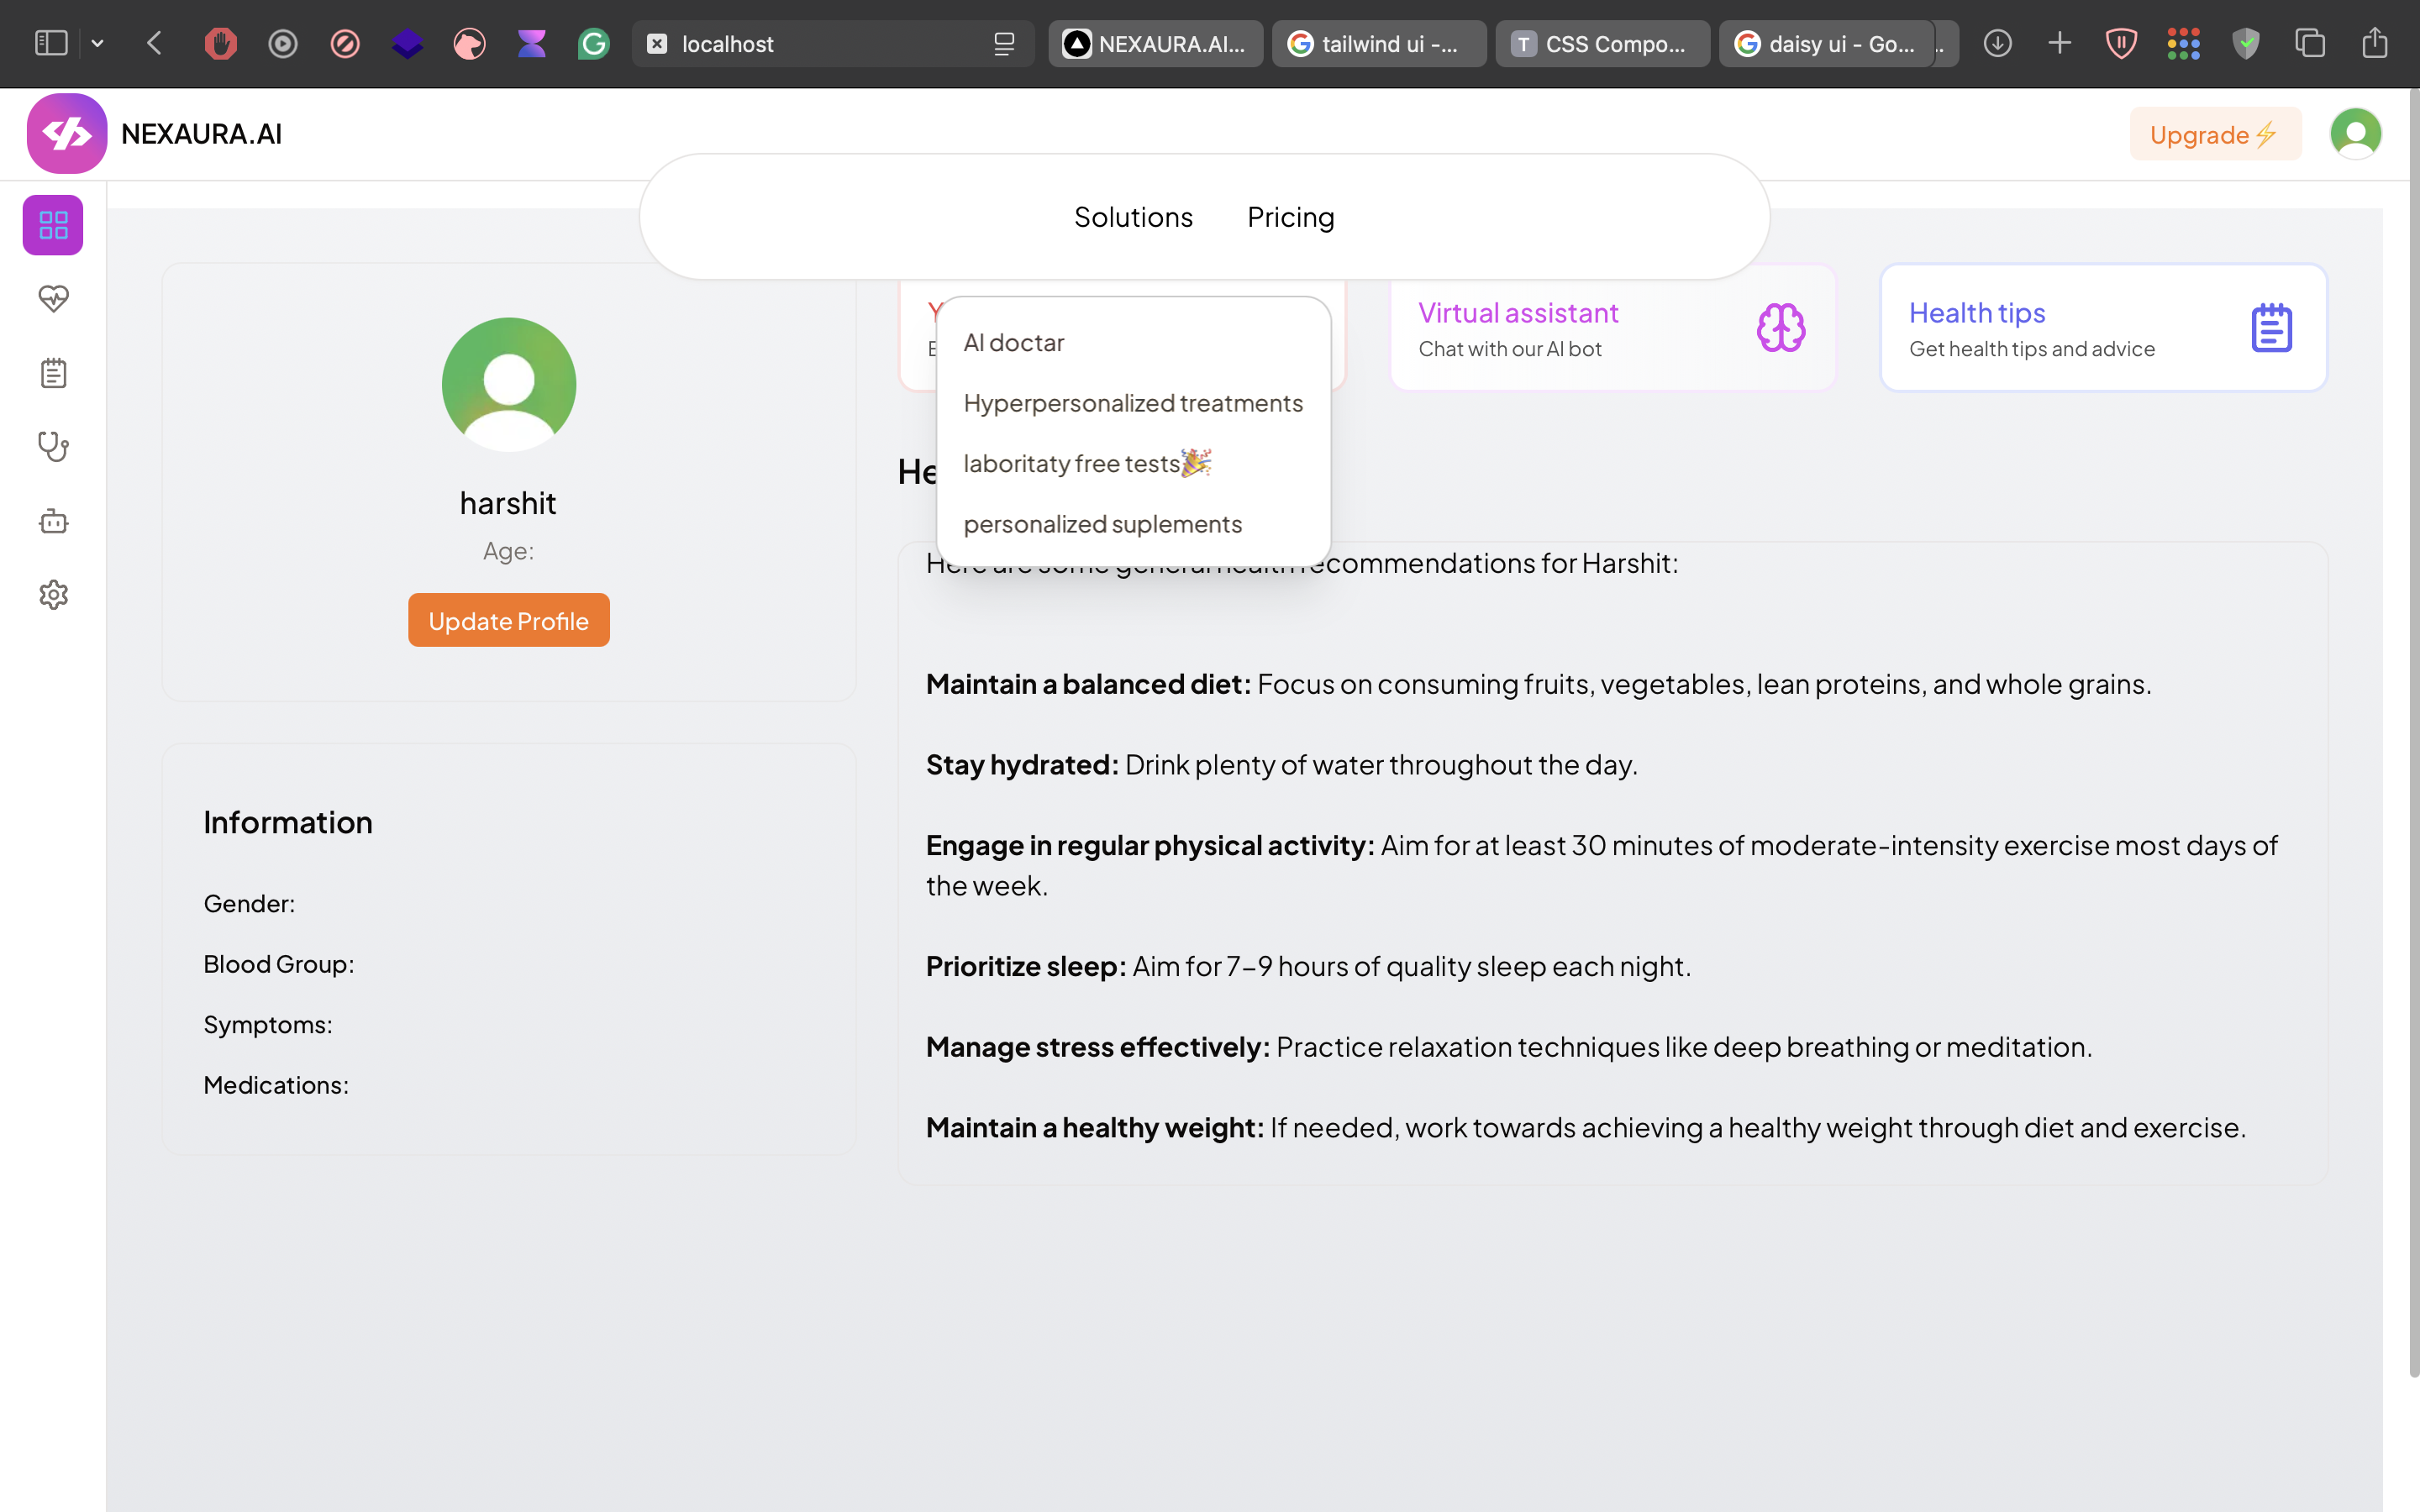 localhost
NEXAURA.AI...
tailwind ui -...
T CSS Compo...
daisy ui - Go...
NEXAURA.AI
Upgrade⚡
Solutions Pricing
AI doctar
Hyperpersonalized treatments
laboritaty free tests🎉
personalized suplements
Virtual assistant
Chat with our AI bot
Health tips
Get health tips and advice
harshit
Age:
Update Profile
Information
Gender:
Blood Group:
Symptoms:
Medications:
Here are some general health recommendations for Harshit:
Maintain a balanced diet: Focus on consuming fruits, vegetables, lean proteins, and whole grains.
Stay hydrated: Drink plenty of water throughout the day.
Engage in regular physical activity: Aim for at least 30 minutes of moderate-intensity exercise most days of
the week.
Prioritize sleep: Aim for 7-9 hours of quality sleep each night.
Manage stress effectively: Practice relaxation techniques like deep breathing or meditation.
Maintain a healthy weight: If needed, work towards achieving a healthy weight through diet and exercise.